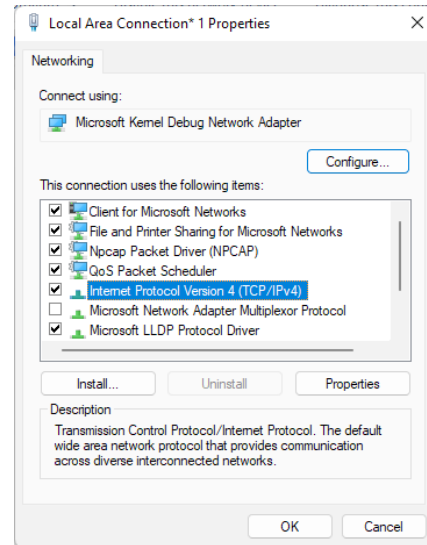 Local Area Connection* 1 Properties
Networking
Connect using:
Microsoft Kernel Debug Network Adapter
Configure...
This connection uses the following items:
Client for Microsoft Networks
File and Printer Sharing for Microsoft Networks
Npcap Packet Driver (NPCAP)
QoS Packet Scheduler
Internet Protocol Version 4 (TCP/IPv4)
Microsoft Network Adapter Multiplexor Protocol
Microsoft LLDP Protocol Driver
Install... Uninstall Properties
Description
Transmission Control Protocol/Internet Protocol. The default
wide area network protocol that provides communication
across diverse interconnected networks.
OK Cancel